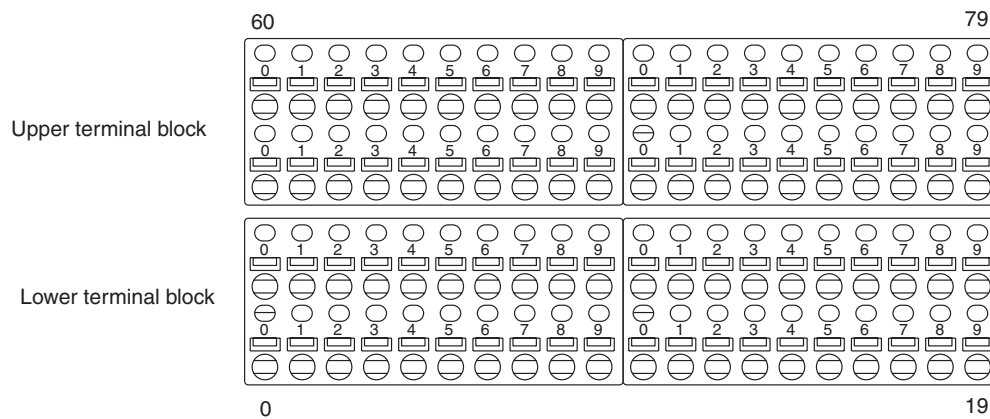 60 79
0 1 2 3 4 5 6 7 8 9 0 1 2 3 4 5 6 7 8 9
Upper terminal block
0 1 2 3 4 5 6 7 8 9 0 1 2 3 4 5 6 7 8 9
0 1 2 3 4 5 6 7 8 9 0 1 2 3 4 5 6 7 8 9
Lower terminal block
0 1 2 3 4 5 6 7 8 9 0 1 2 3 4 5 6 7 8 9
0 19